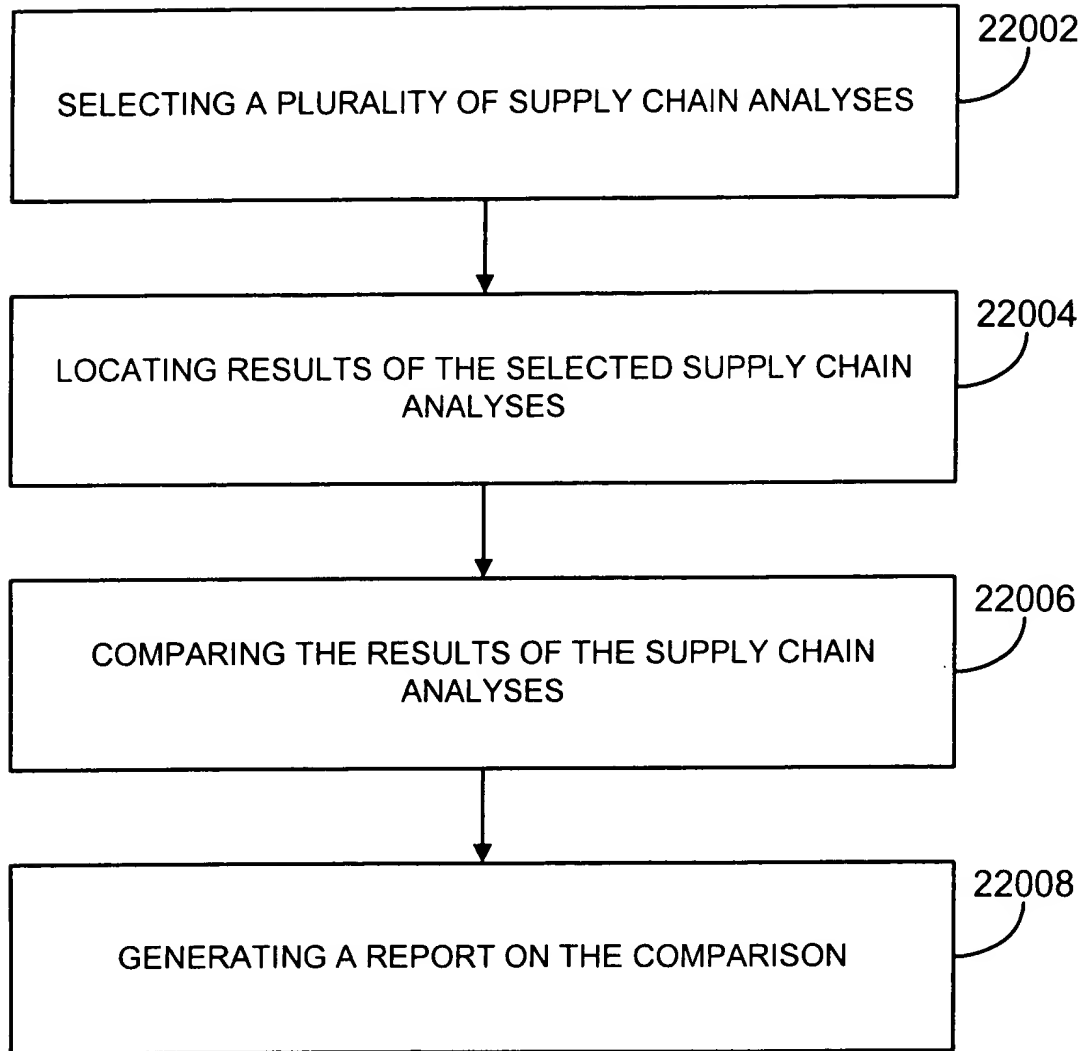 22002
SELECTING A PLURALITY OF SUPPLY CHAIN ANALYSES
22004
LOCATING RESULTS OF THE SELECTED SUPPLY CHAIN
ANALYSES
22006
COMPARING THE RESULTS OF THE SUPPLY CHAIN
ANALYSES
22008
GENERATING A REPORT ON THE COMPARISON